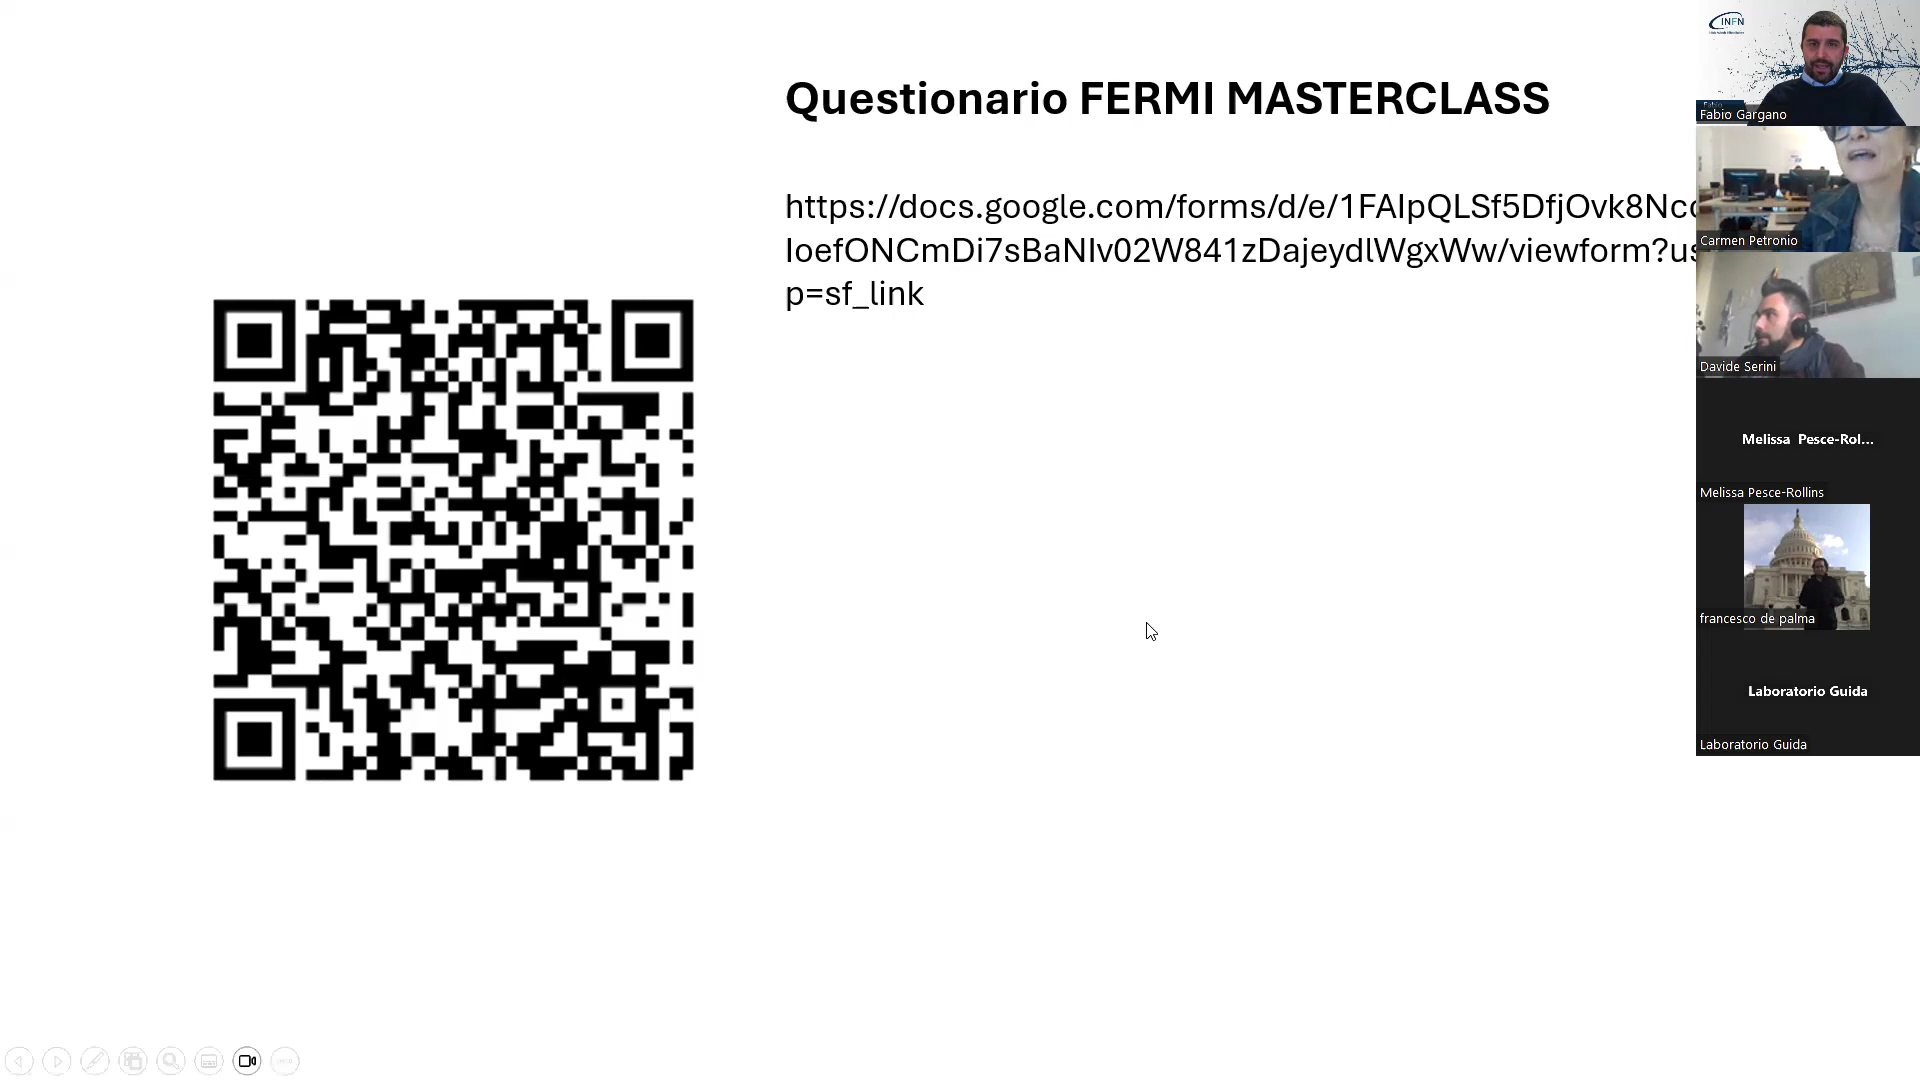 Questionario FERMI MASTERCLASS
https://docs.google.com/forms/d/e/1FAIpQLSf5DfjOvk8Nc
IoefONCmDi7sBaNIv02W841zDajeydlWgxWw/viewform?us
p=sf_link
INFN
Fabio
Fabio Gargano
Carmen Petronio
Davide Serini
Melissa Pesce-Rol...
Melissa Pesce-Rollins
francesco de palma
Laboratorio Guida
Laboratorio Guida